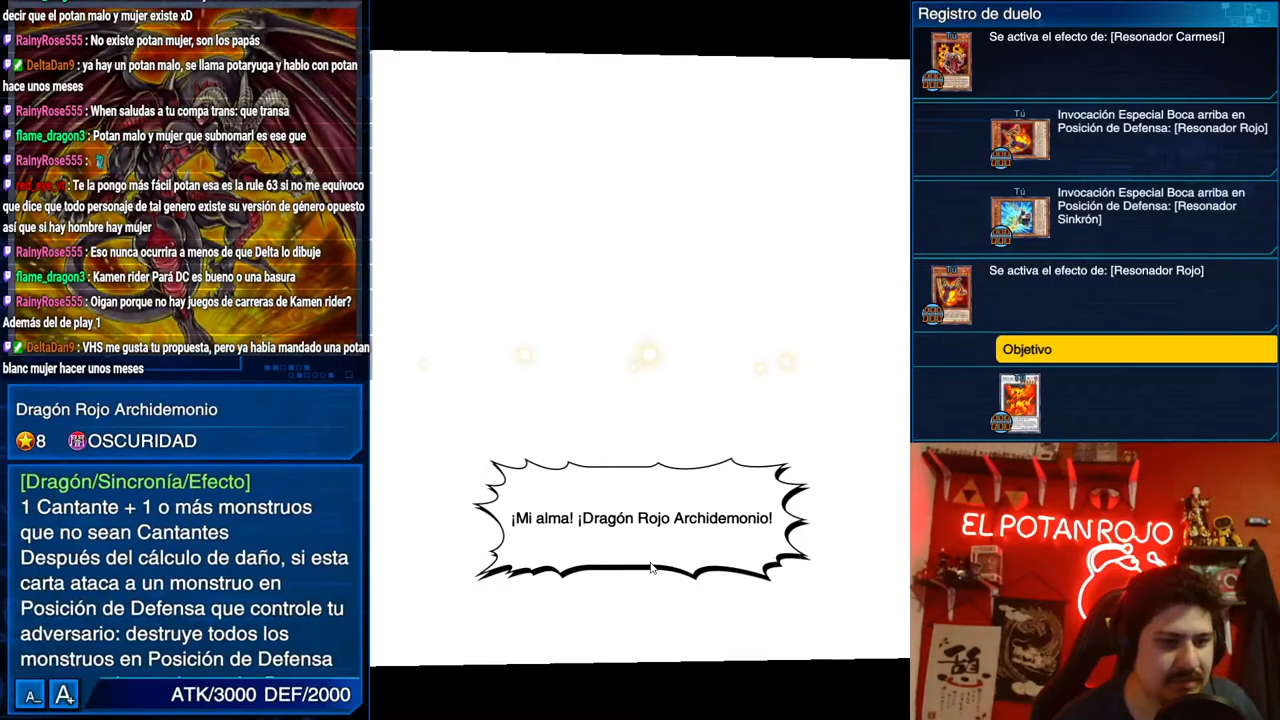 decir que el potan malo y mujer existe xD
RainyRose555 : No existe potan mujer, son los papás
DeltaDan9 : ya hay un potan malo, se llama potaryuga y hablo con potan
hace unos meses
RainyRose555 : When saludas a tu compa trans: que transa
flame_dragon3 : Potan malo y mujer que subnomarl es ese gue
RainyRose555 :
: Te la pongo más fácil potan esa es la rule 63 si no me equlvoco
que dice que todo personaje de tal genero existe su versión de género opuesto
así que si hay hombre hay mujer
RainyRose555 : Eso nunca ocurrira a menos de que Delta lo dibuje
flame_dragon3 : Kamen rider Pará DC es bueno o una basura
RainyRose555 : Oigan porque no hay juegos de carreras de Kamen rider?
Además del de play 1
DeltaDan9 : VHS me gusta tu propuesta, pero ya habia mandado una potan
blanc mujer hacer unos meses
Dragón Rojo Archidemonio
8 OSCURIDAD
[Dragón/Sincronía/Efecto]
1 Cantante + 1 o más monstruos
que no sean Cantantes
Después del cálculo de daño, si esta
carta ataca a un monstruo en
Posición de Defensa que controle tu
adversario: destruye todos los
monstruos en Posición de Defensa
A- A+ ATK/3000 DEF/2000
¡Mi alma! ¡Dragón Rojo Archidemonio!
Registro de duelo
Tú
Se activa el efecto de: [Resonador Carmesí]
Tú
Invocación Especial Boca arriba en
Posición de Defensa: [Resonador Rojo]
Tú
Invocación Especial Boca arriba en
Posición de Defensa: [Resonador
Sinkrón]
Tú
Se activa el efecto de: [Resonador Rojo]
Objetivo
Tú
EL POTAN ROJO